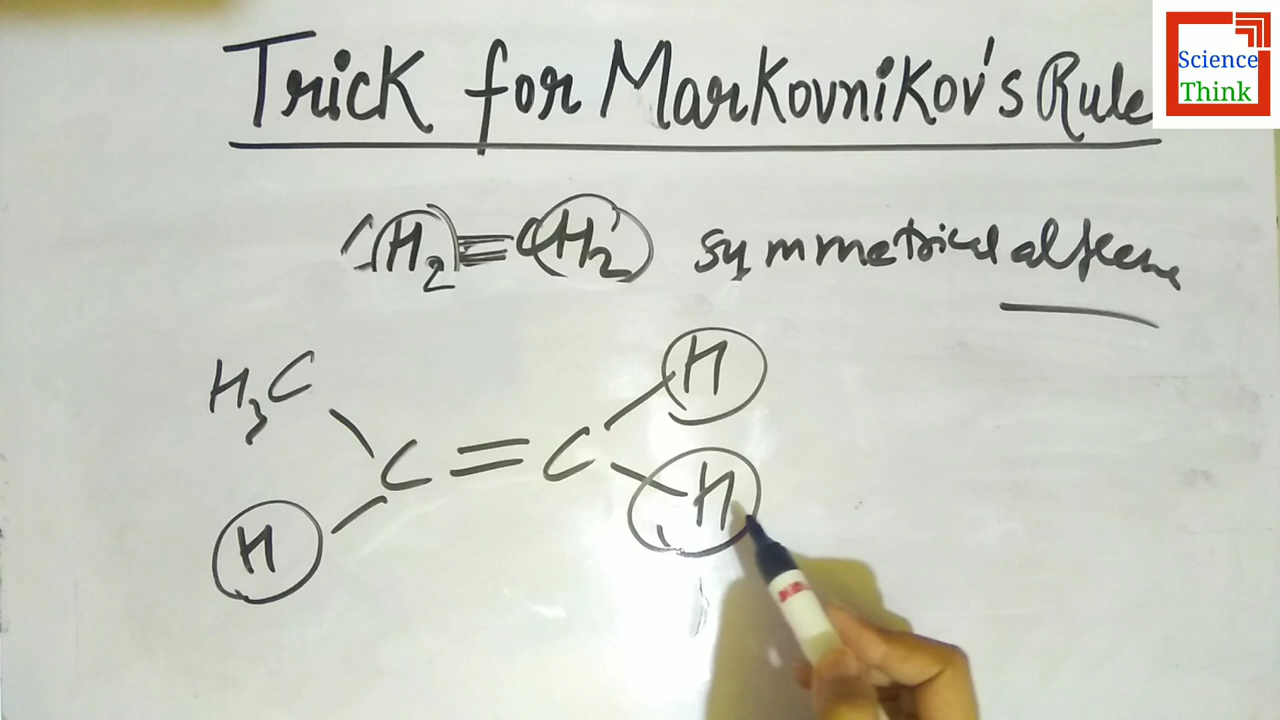 Trick for Markovnikov's Rule
Science
Think
CH2=CH2 symmetrical alkene
H3C H
C = C
H H